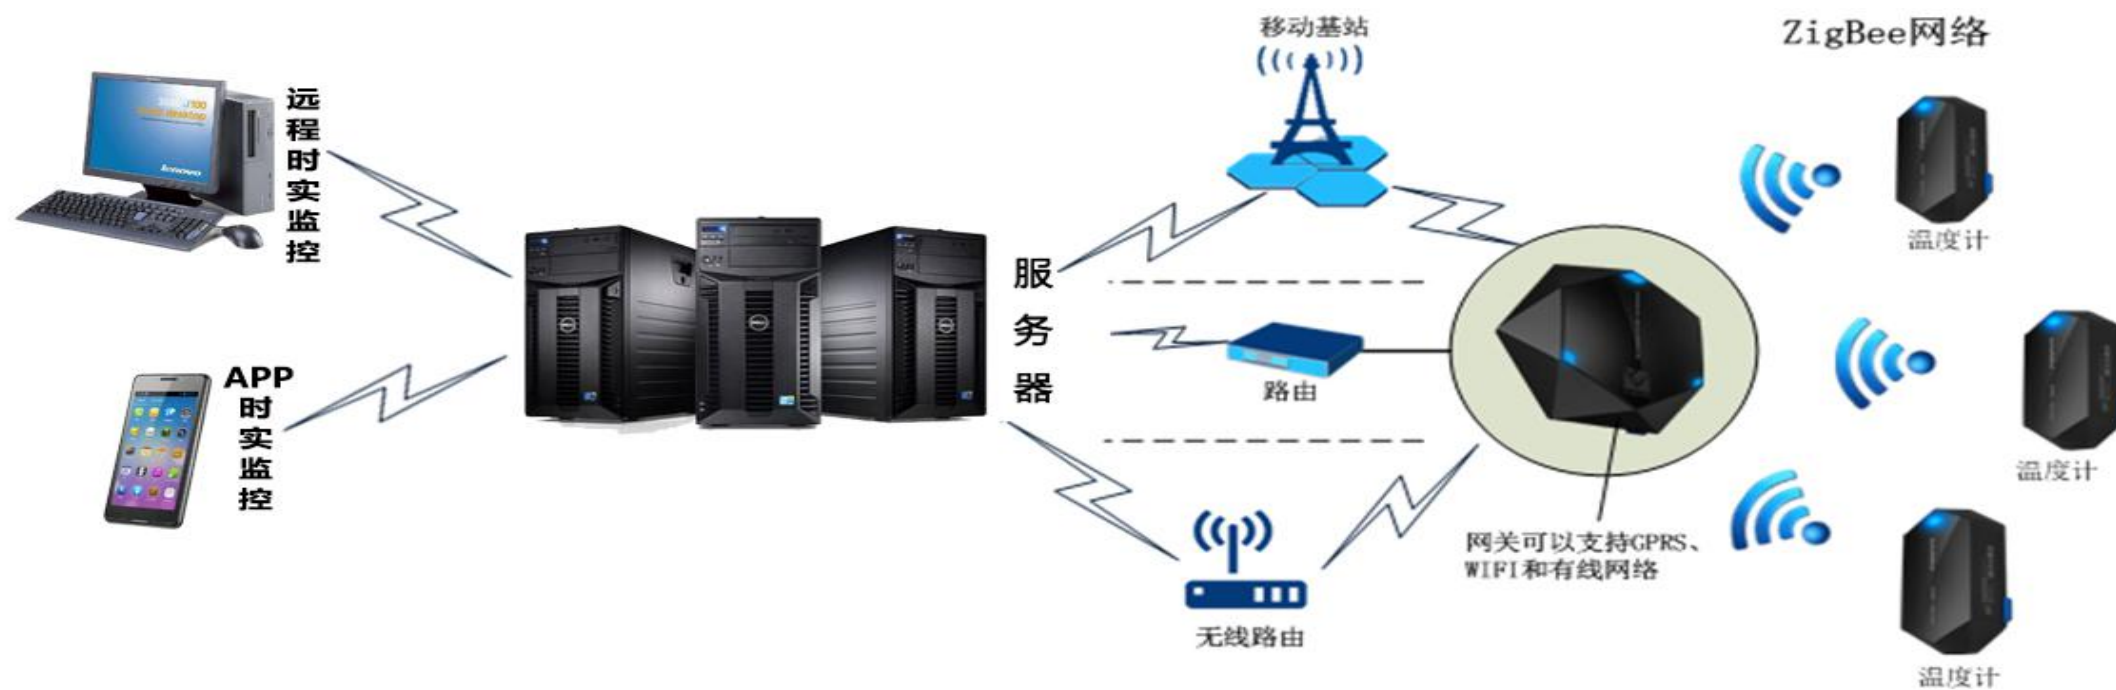 移动基站
ZigBee网络
远程时实监控
lenovo
温度计
服务器
路由
APP
时实监控
温度计
网关可以支持GPRS、
WIFI和有线网络
无线路由
温度计